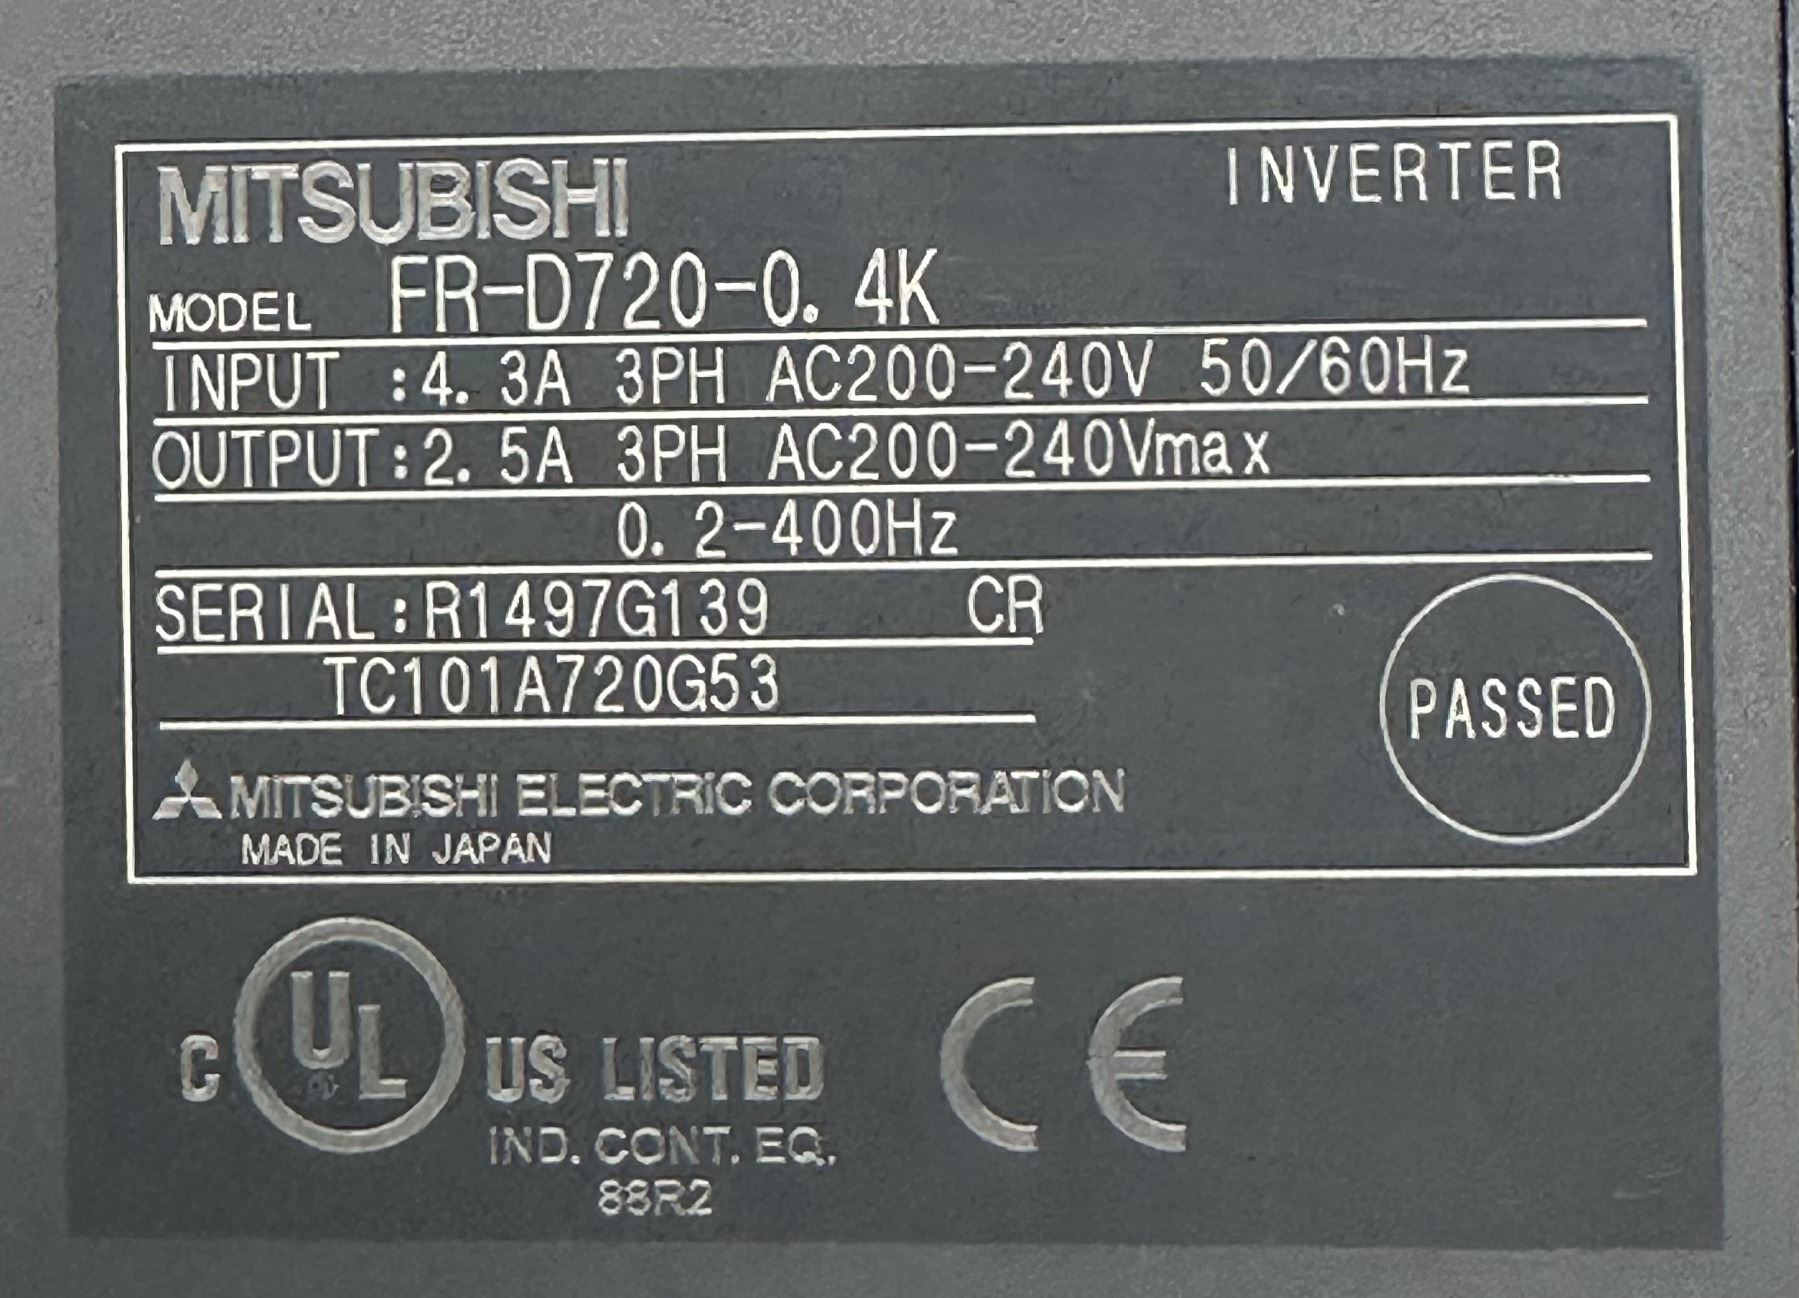 MITSUBISHI INVERTER
MODEL FR-D720-0.4K
INPUT :4.3A 3PH AC200-240V 50/60Hz
OUTPUT:2.5A 3PH AC200-240Vmax
0.2-400Hz
SERIAL:R1497G139 CR
TC101A720G53
PASSED
MITSUBISHI ELECTRIC CORPORATION
MADE IN JAPAN
C UL US LISTED CE
IND. CONT. EQ.
88R2